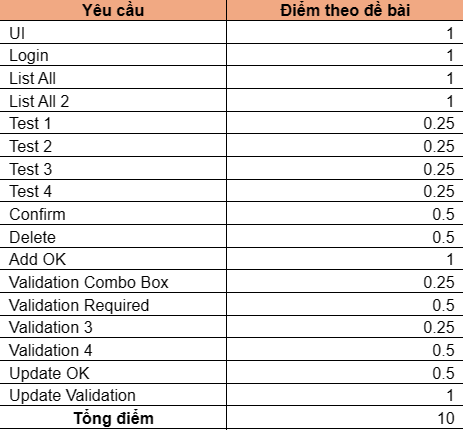 Yêu cầu Điểm theo đề bài
UI 1
Login 1
List All 1
List All 2 1
Test 1 0.25
Test 2 0.25
Test 3 0.25
Test 4 0.25
Confirm 0.5
Delete 0.5
Add OK 1
Validation Combo Box 0.25
Validation Required 0.5
Validation 3 0.25
Validation 4 0.5
Update OK 0.5
Update Validation 1
Tổng điểm 10